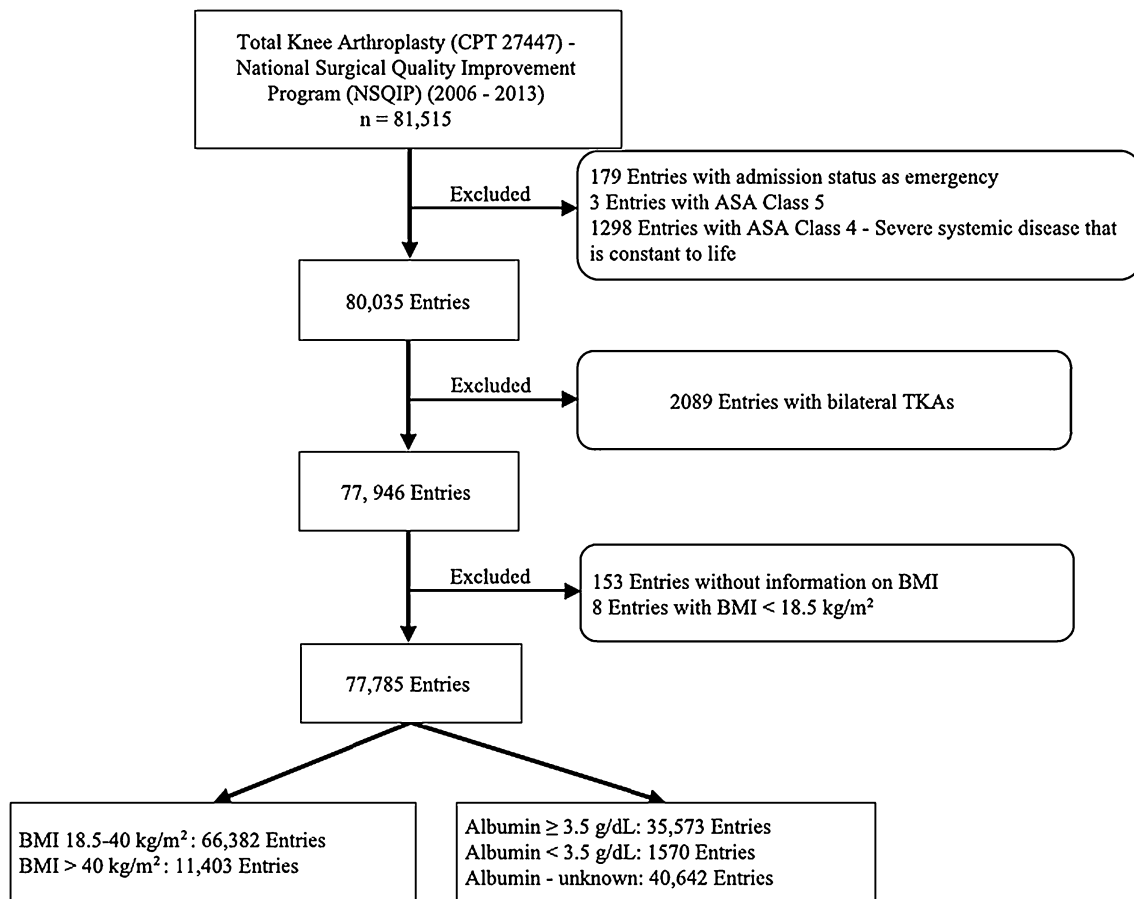 Total Knee Arthroplasty (CPT 27447) -
National Surgical Quality Improvement
Program (NSQIP) (2006 - 2013)
n = 81,515
Excluded
179 Entries with admission status as emergency
3 Entries with ASA Class 5
1298 Entries with ASA Class 4 - Severe systemic disease that
is constant to life
80,035 Entries
Excluded
2089 Entries with bilateral TKAs
77, 946 Entries
Excluded
153 Entries without information on BMI
8 Entries with BMI < 18.5 kg/m²
77,785 Entries
BMI 18.5-40 kg/m² : 66,382 Entries
BMI > 40 kg/m² : 11,403 Entries
Albumin ≥ 3.5 g/dL: 35,573 Entries
Albumin < 3.5 g/dL: 1570 Entries
Albumin - unknown: 40,642 Entries